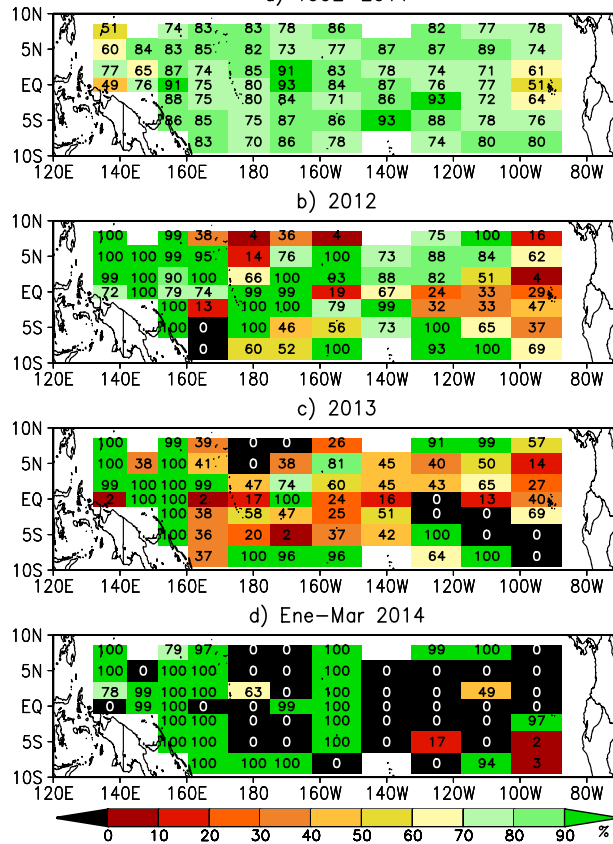 10N
51 74 83 83 78 86 82 77 78
5N
60 84 83 85 82 73 77 87 87 89 74
77 65 87 74 85 91 83 78 74 71 61
EQ 49 76 91 75 80 93 84 87 76 77 51
88 75 80 84 71 86 93 72 64
5S 86 85 75 87 86 93 88 78 76
83 70 86 78 74 80 80
10S
120E 140E 160E 180 160W 140W 120W 100W 80W
b) 2012
10N
100 99 38 4 36 4 75 100 16
5N 100 100 99 95 14 76 100 73 88 84 62
99 100 90 100 66 100 93 88 82 51 4
EQ 72 100 79 74 99 99 19 67 24 33 29
100 13 100 100 79 99 32 33 47
5S 100 0 100 46 56 73 100 65 37
0 60 52 100 93 100 69
10S
120E 140E 160E 180 160W 140W 120W 100W 80W
c) 2013
10N
100 99 39 0 0 26 91 99 57
5N 100 38 100 41 0 38 81 45 40 50 14
99 100 100 99 47 74 60 45 43 65 27
EQ 2 100 100 2 17 100 24 16 0 13 40
100 38 58 47 25 51 0 0 69
5S 100 36 20 2 37 42 100 0 0
37 100 96 96 64 100 0
10S
120E 140E 160E 180 160W 140W 120W 100W 80W
d) Ene-Mar 2014
10N
100 79 97 0 0 100 99 100 0
5N 100 0 100 100 0 0 100 0 0 0 0
78 99 100 100 63 0 100 0 0 49 0
EQ 0 99 100 0 0 99 100 0 0 0 0
100 100 0 0 100 0 0 0 97
5S 100 100 0 0 100 0 17 0 2
100 100 100 0 0 94 3
10S
120E 140E 160E 180 160W 140W 120W 100W 80W
0 10 20 30 40 50 60 70 80 90 %